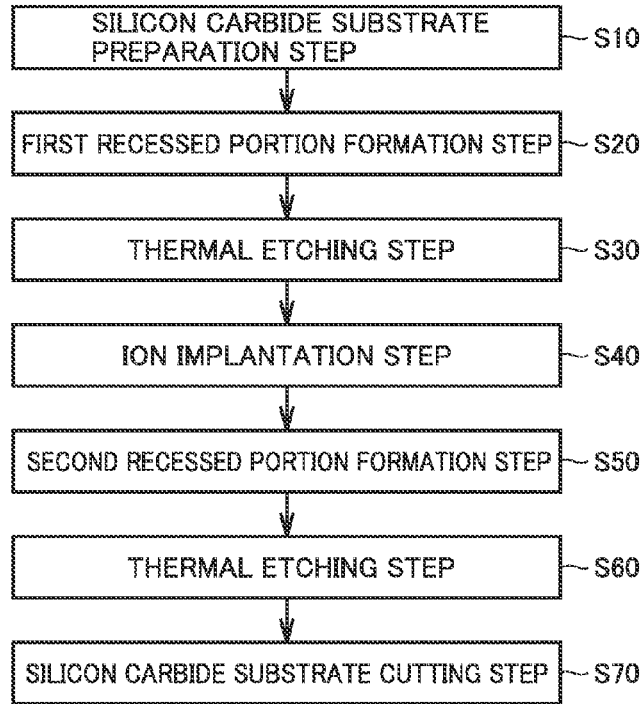 SILICON CARBIDE SUBSTRATE
PREPARATION STEP
S10
FIRST RECESSED PORTION FORMATION STEP
S20
THERMAL ETCHING STEP
S30
ION IMPLANTATION STEP
S40
SECOND RECESSED PORTION FORMATION STEP
S50
THERMAL ETCHING STEP
S60
SILICON CARBIDE SUBSTRATE CUTTING STEP
S70